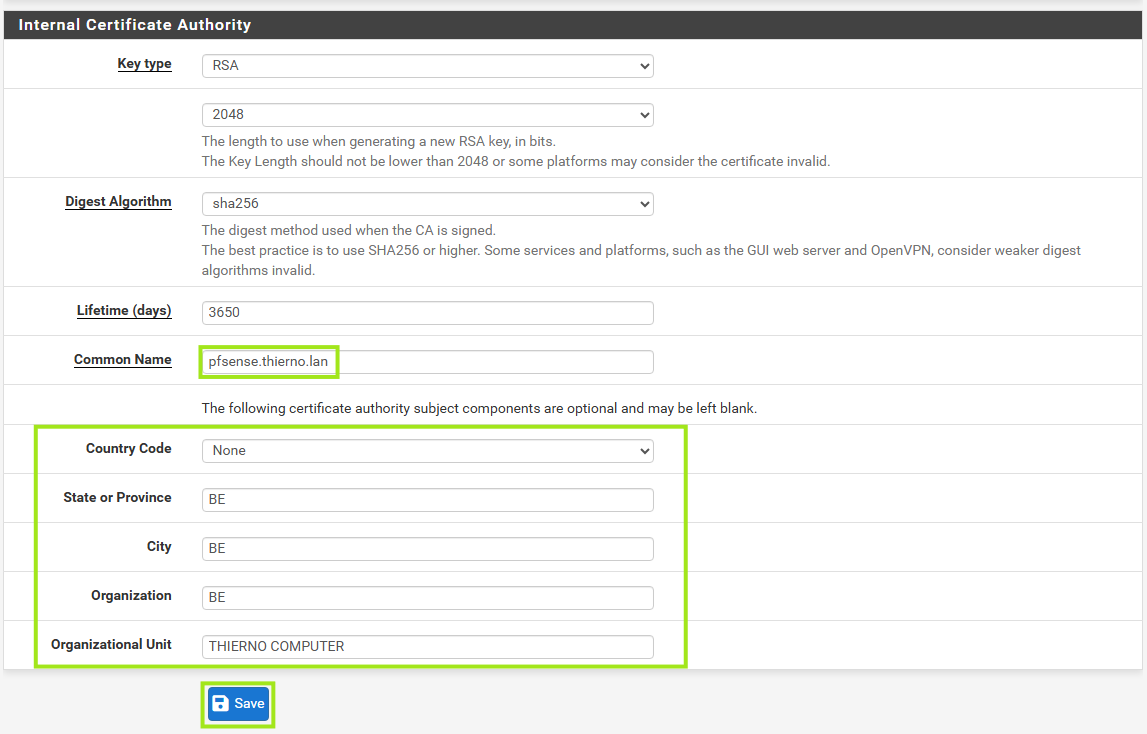 Internal Certificate Authority
Key type
RSA
2048
The length to use when generating a new RSA key, in bits.
The Key Length should not be lower than 2048 or some platforms may consider the certificate invalid.
Digest Algorithm
sha256
The digest method used when the CA is signed.
The best practice is to use SHA256 or higher. Some services and platforms, such as the GUI web server and OpenVPN, consider weaker digest
algorithms invalid.
Lifetime (days)
3650
Common Name
pfsense.thierno.lan
The following certificate authority subject components are optional and may be left blank.
Country Code
None
State or Province
BE
City
BE
Organization
BE
Organizational Unit
THIERNO COMPUTER
Save